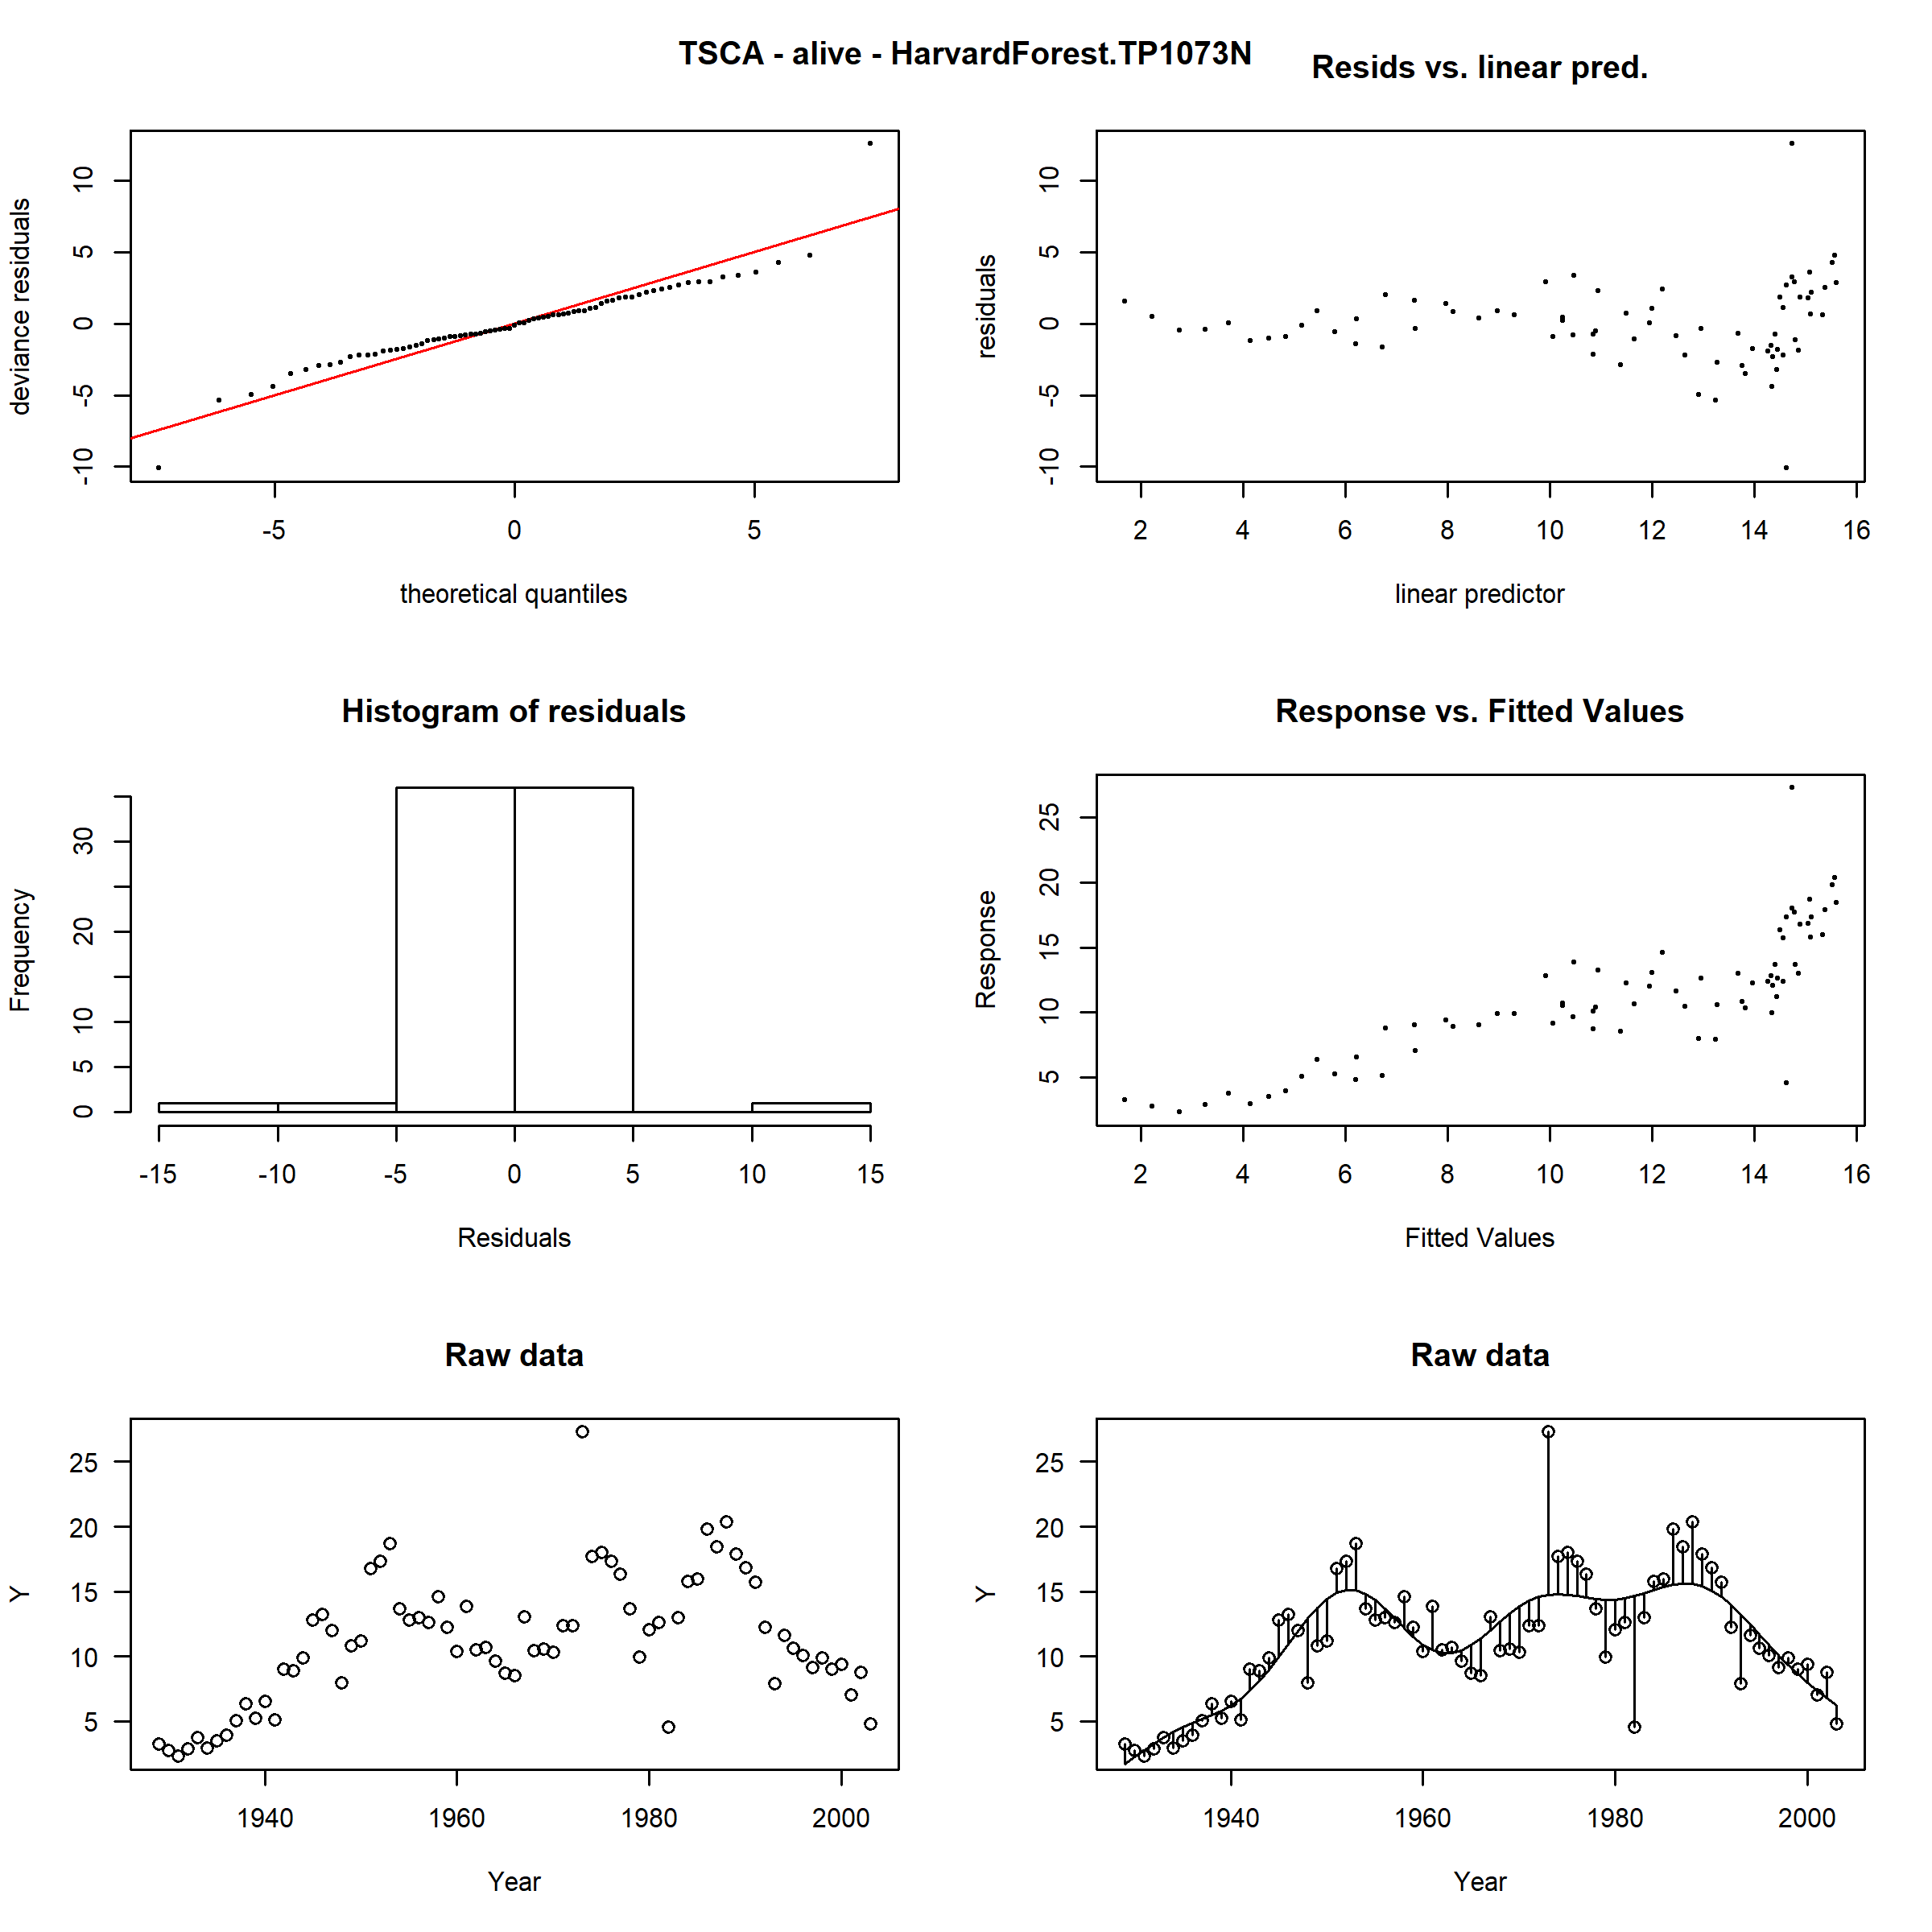 TSCA - alive - HarvardForest.TP1073N
Resids vs. linear pred.
deviance residuals
10
5
0
-5
-10
-5 0 5
theoretical quantiles
residuals
10
5
0
-5
-10
2 4 6 8 10 12 14 16
linear predictor
Histogram of residuals
Frequency
30
20
10
5
0
-15 -10 -5 0 5 10 15
Residuals
Response vs. Fitted Values
Response
25
20
15
10
5
2 4 6 8 10 12 14 16
Fitted Values
Raw data
Y
25
20
15
10
5
1940 1960 1980 2000
Year
Raw data
Y
25
20
15
10
5
1940 1960 1980 2000
Year